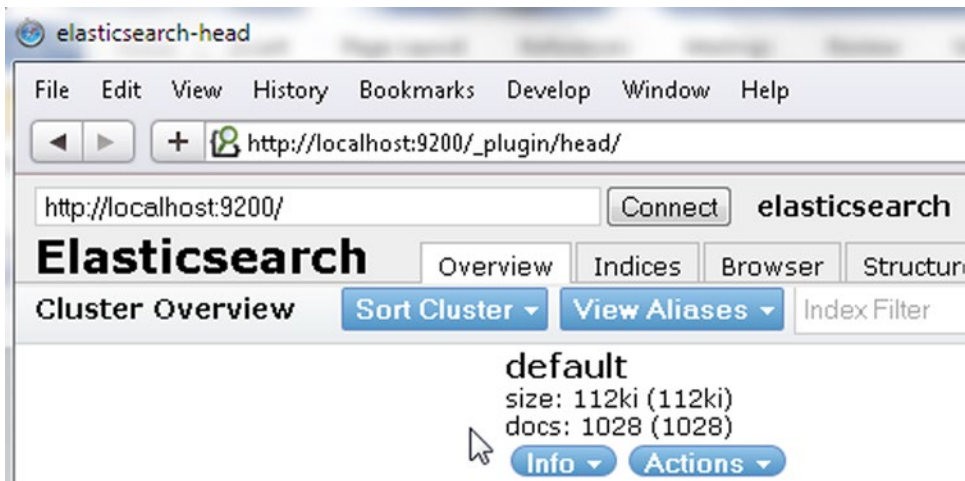 elasticsearch-head
File Edit View History Bookmarks Develop Window Help
http://localhost:9200/_plugin/head/
http://localhost:9200/ Connect elasticsearch
Elasticsearch Overview Indices Browser Structure
Cluster Overview Sort Cluster View Aliases Index Filter
default
size: 112ki (112ki)
docs: 1028 (1028)
Info Actions